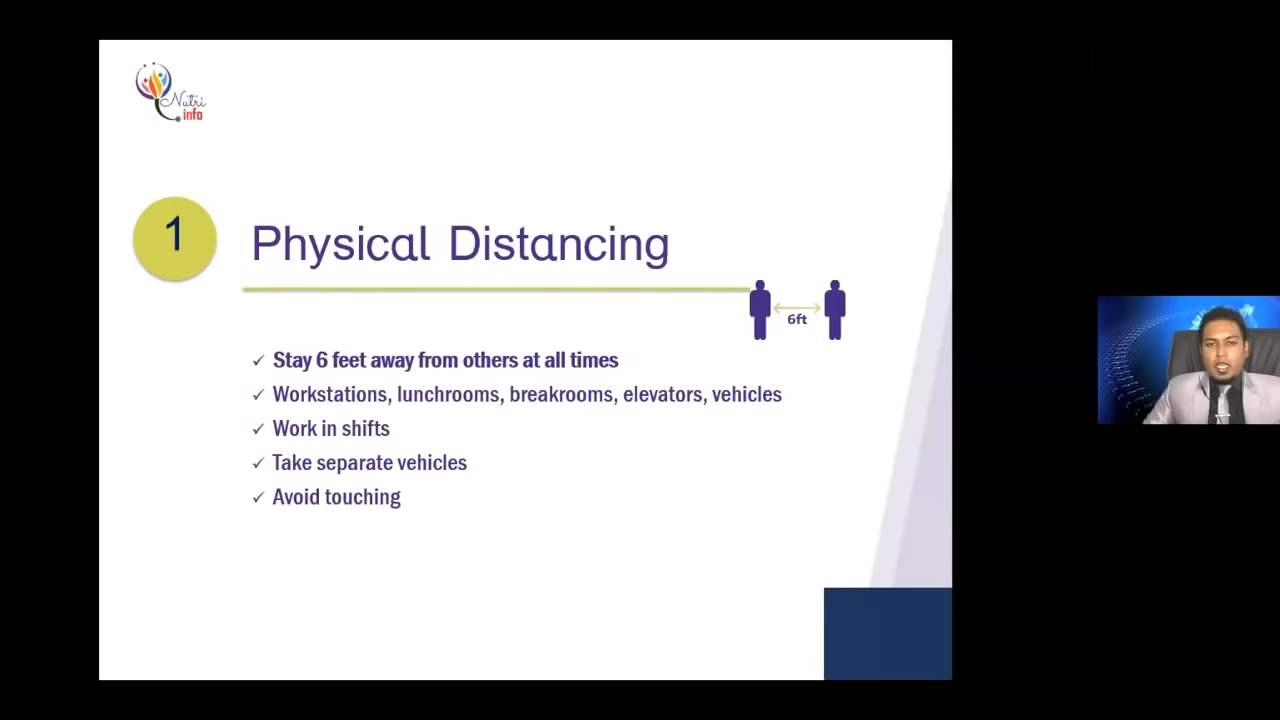 Nutri
info
1
Physical Distancing
6ft
✓ Stay 6 feet away from others at all times
✓ Workstations, lunchrooms, breakrooms, elevators, vehicles
✓ Work in shifts
✓ Take separate vehicles
✓ Avoid touching